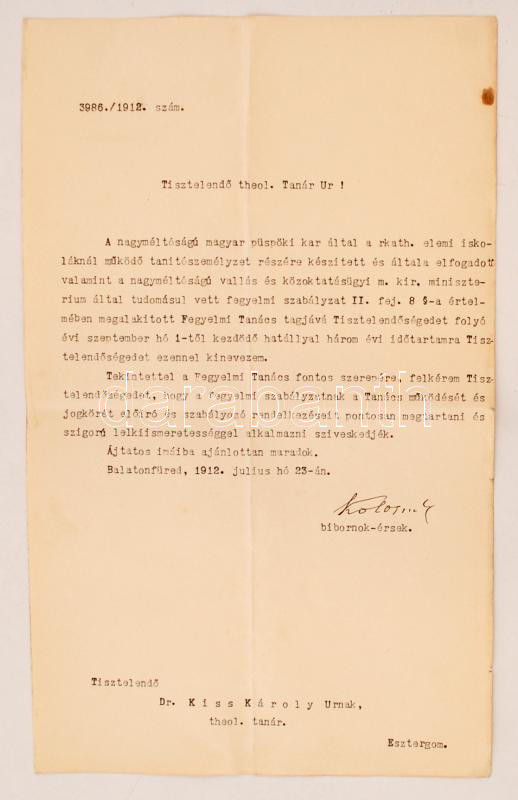 3986./1912. szám.
Tisztelendő theol. Tanár Ur !
A nagyméltóságú magyar püspöki kar által a rkath. elemi isko-
láknál működő tanitószemélyzet részére készített és általa elfogadott
valamint a nagyméltóságú vallás és közoktatásügyi m. kir. miniszte-
rium által tudomásul vett fegyelmi szabályzat II. fej. 8 §-a értel-
mében megalakitott Fegyelmi Tanács tagjává Tisztelendőségedet folyó
évi szeptember hó 1-től kezdődő hatállyal három évi időtartamra Tisz-
telendőségedet ezennel kinevezem.
Tekintettel a Fegyelmi Tanács fontos szerepére, felkérem Tisz-
telendőségedet, hogy a fegyelmi szabályzatnak a Tanács működését és
jogkörét előiró és szabályozó rendelkezéseit pontosan megtartani és
szigorú lelkiismeretességgel alkalmazni sziveskedjék.
darabanth
Ájtatos imáiba ajánlottan maradok.
Balatonfüred, 1912. julius hó 23-án.
bibornok-érsek.
Tisztelendő
Dr. Kiss Károly Urnak,
theol. tanár.
Esztergom.